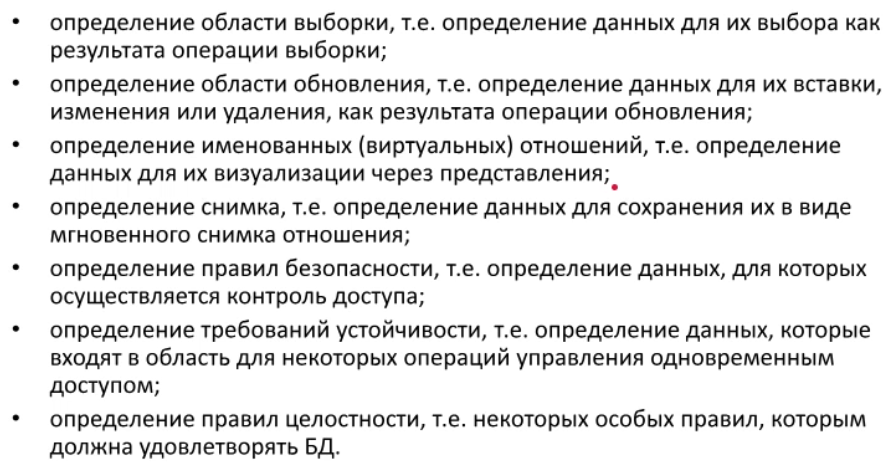 • определение области выборки, т.е. определение данных для их выбора как
результата операции выборки;
• определение области обновления, т.е. определение данных для их вставки,
изменения или удаления, как результата операции обновления;
• определение именованных (виртуальных) отношений, т.е. определение
данных для их визуализации через представления;
• определение снимка, т.е. определение данных для сохранения их в виде
мгновенного снимка отношения;
• определение правил безопасности, т.е. определение данных, для которых
осуществляется контроль доступа;
• определение требований устойчивости, т.е. определение данных, которые
входят в область для некоторых операций управления одновременным
доступом;
• определение правил целостности, т.е. некоторых особых правил, которым
должна удовлетворять БД.